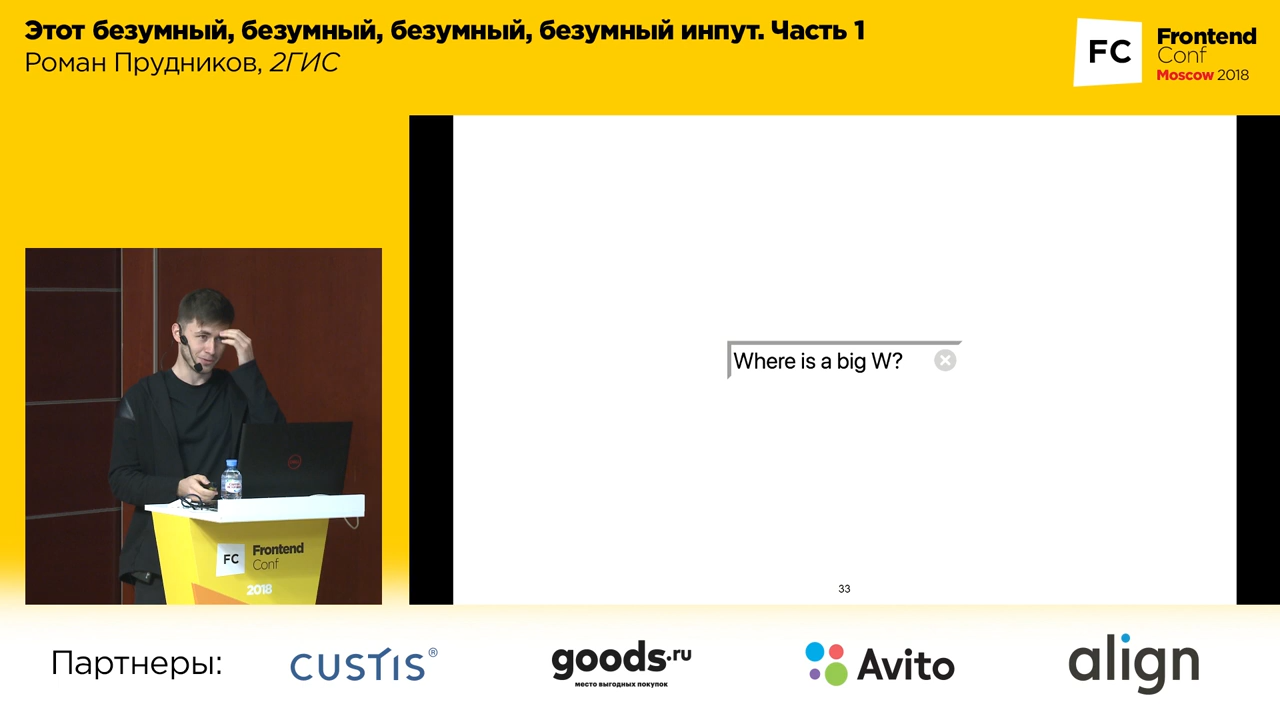 Этот безумный, безумный, безумный, безумный инпут. Часть 1
Роман Прудников, 2ГИС
FC
Frontend
Conf
Moscow 2018
Where is a big W?
33
FC
Frontend
Conf
2018
Партнеры:
CUSTIS®
goods.ru
место выгодных покупок
Avito
align